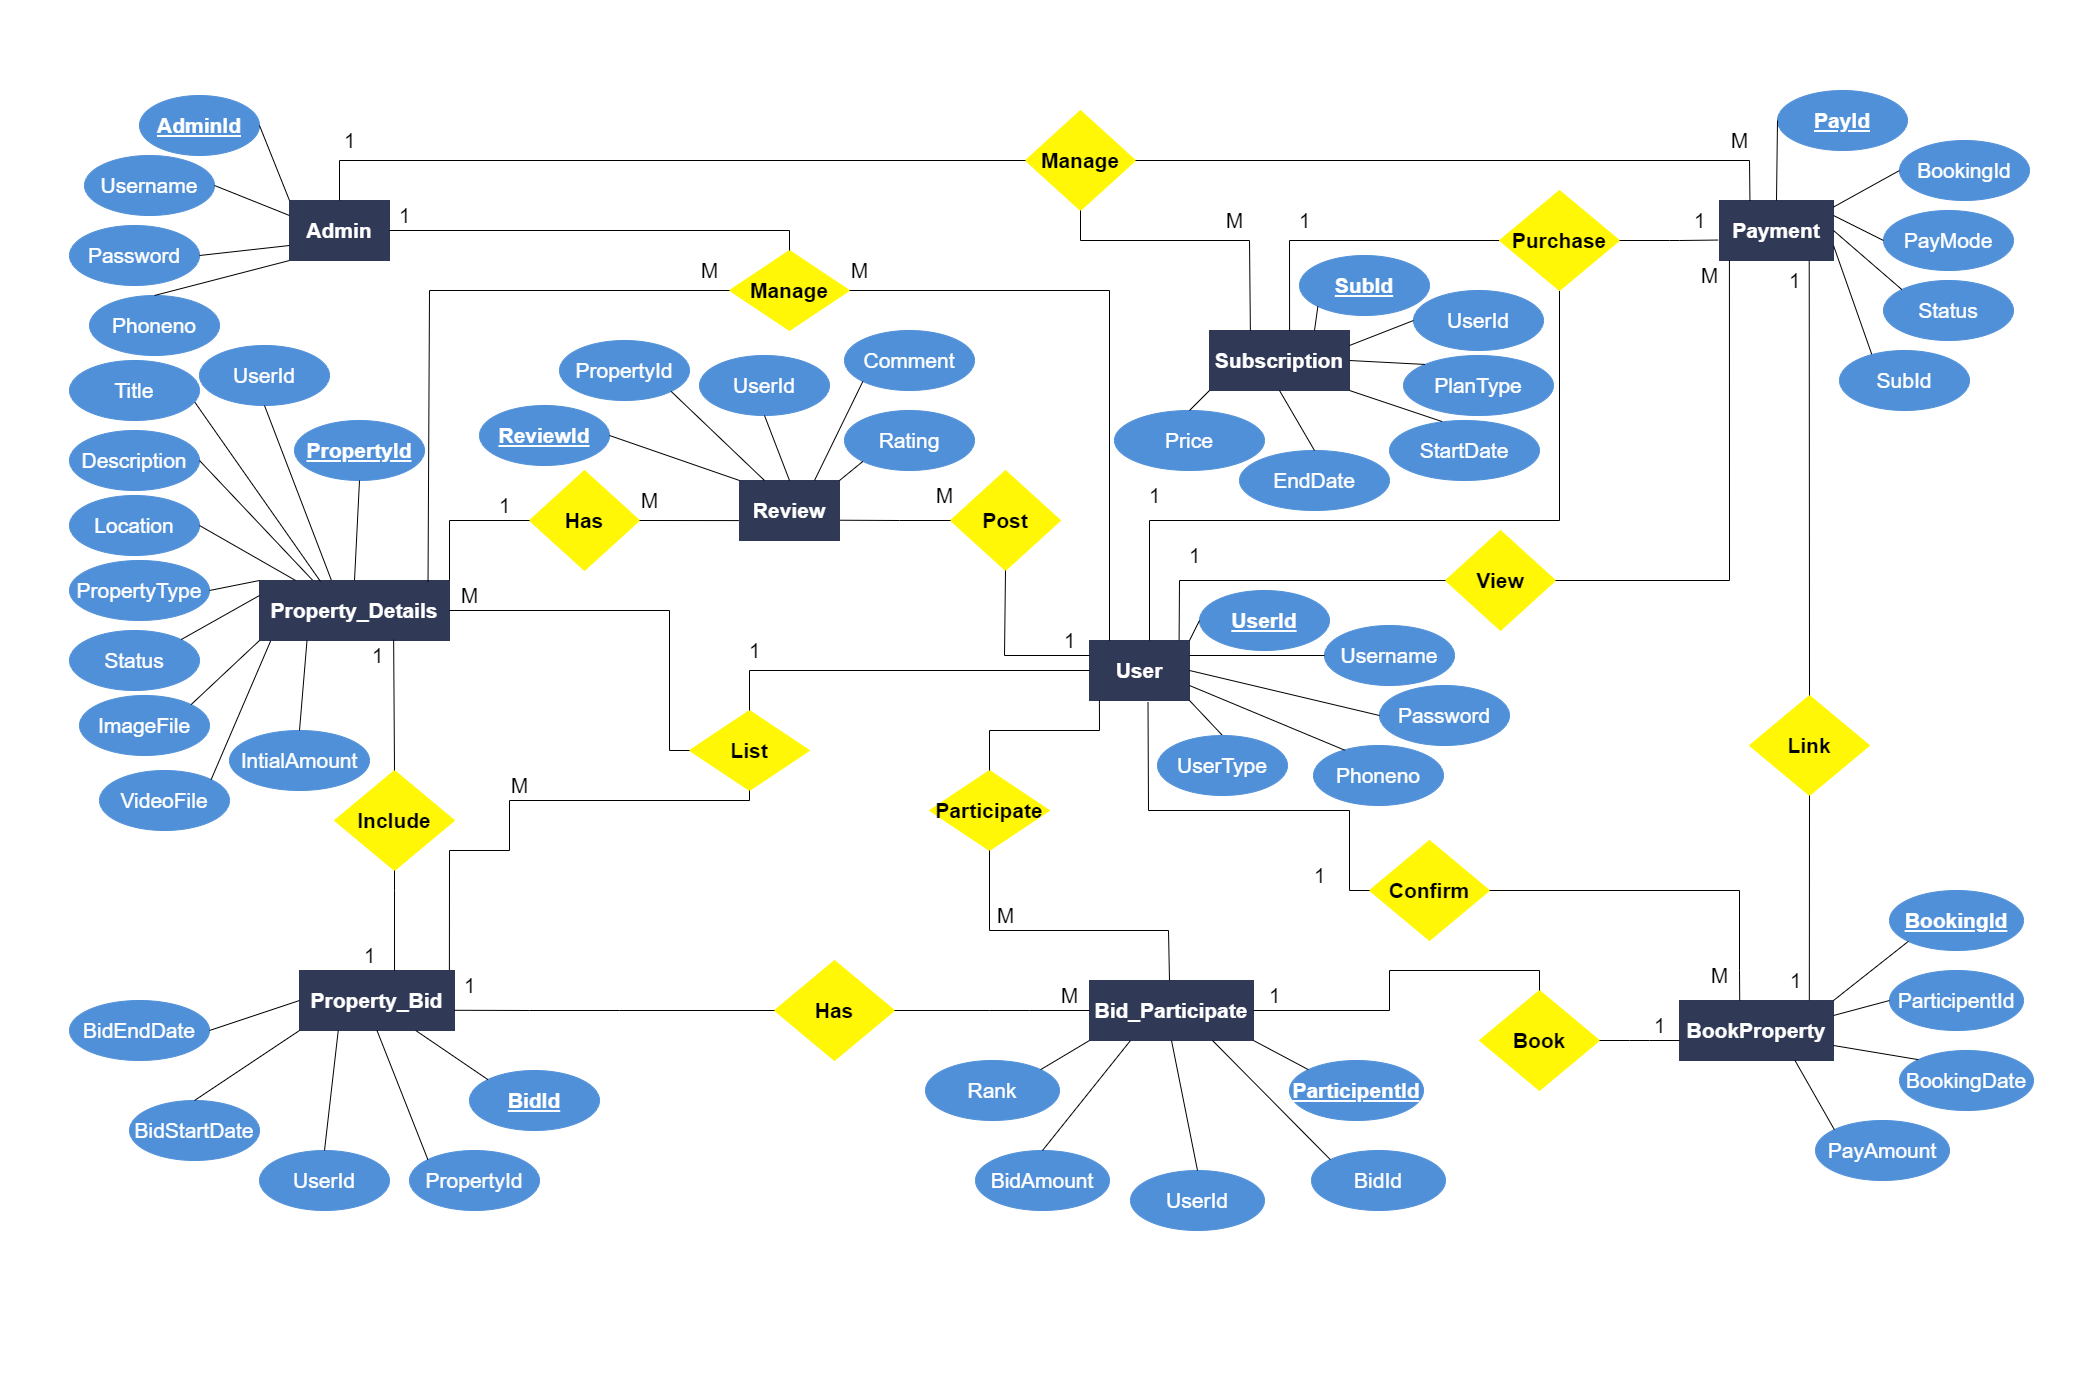 AdminId
PayId
1
M
Manage
BookingId
Username
1
M
1
1
Admin
Purchase
Payment
PayMode
Password
M
M
M
1
Manage
SubId
Status
Phoneno
UserId
UserId
Comment
PropertyId
UserId
Subscription
PlanType
SubId
Title
ReviewId
Rating
Price
StartDate
PropertyId
Description
EndDate
1
M
M
1
Has
Review
Post
Location
1
View
PropertyType
M
Property_Details
UserId
1
1
1
Username
Status
User
Password
ImageFile
List
Link
IntialAmount
UserType
Phoneno
M
VideoFile
Participate
Include
1
Confirm
M
BookingId
1
1
M
1
M
1
Property_Bid
Has
Bid_Participate
ParticipentId
1
BookProperty
BidEndDate
Book
BookingDate
Rank
ParticipentId
BidId
BidStartDate
PayAmount
UserId
PropertyId
BidAmount
UserId
BidId